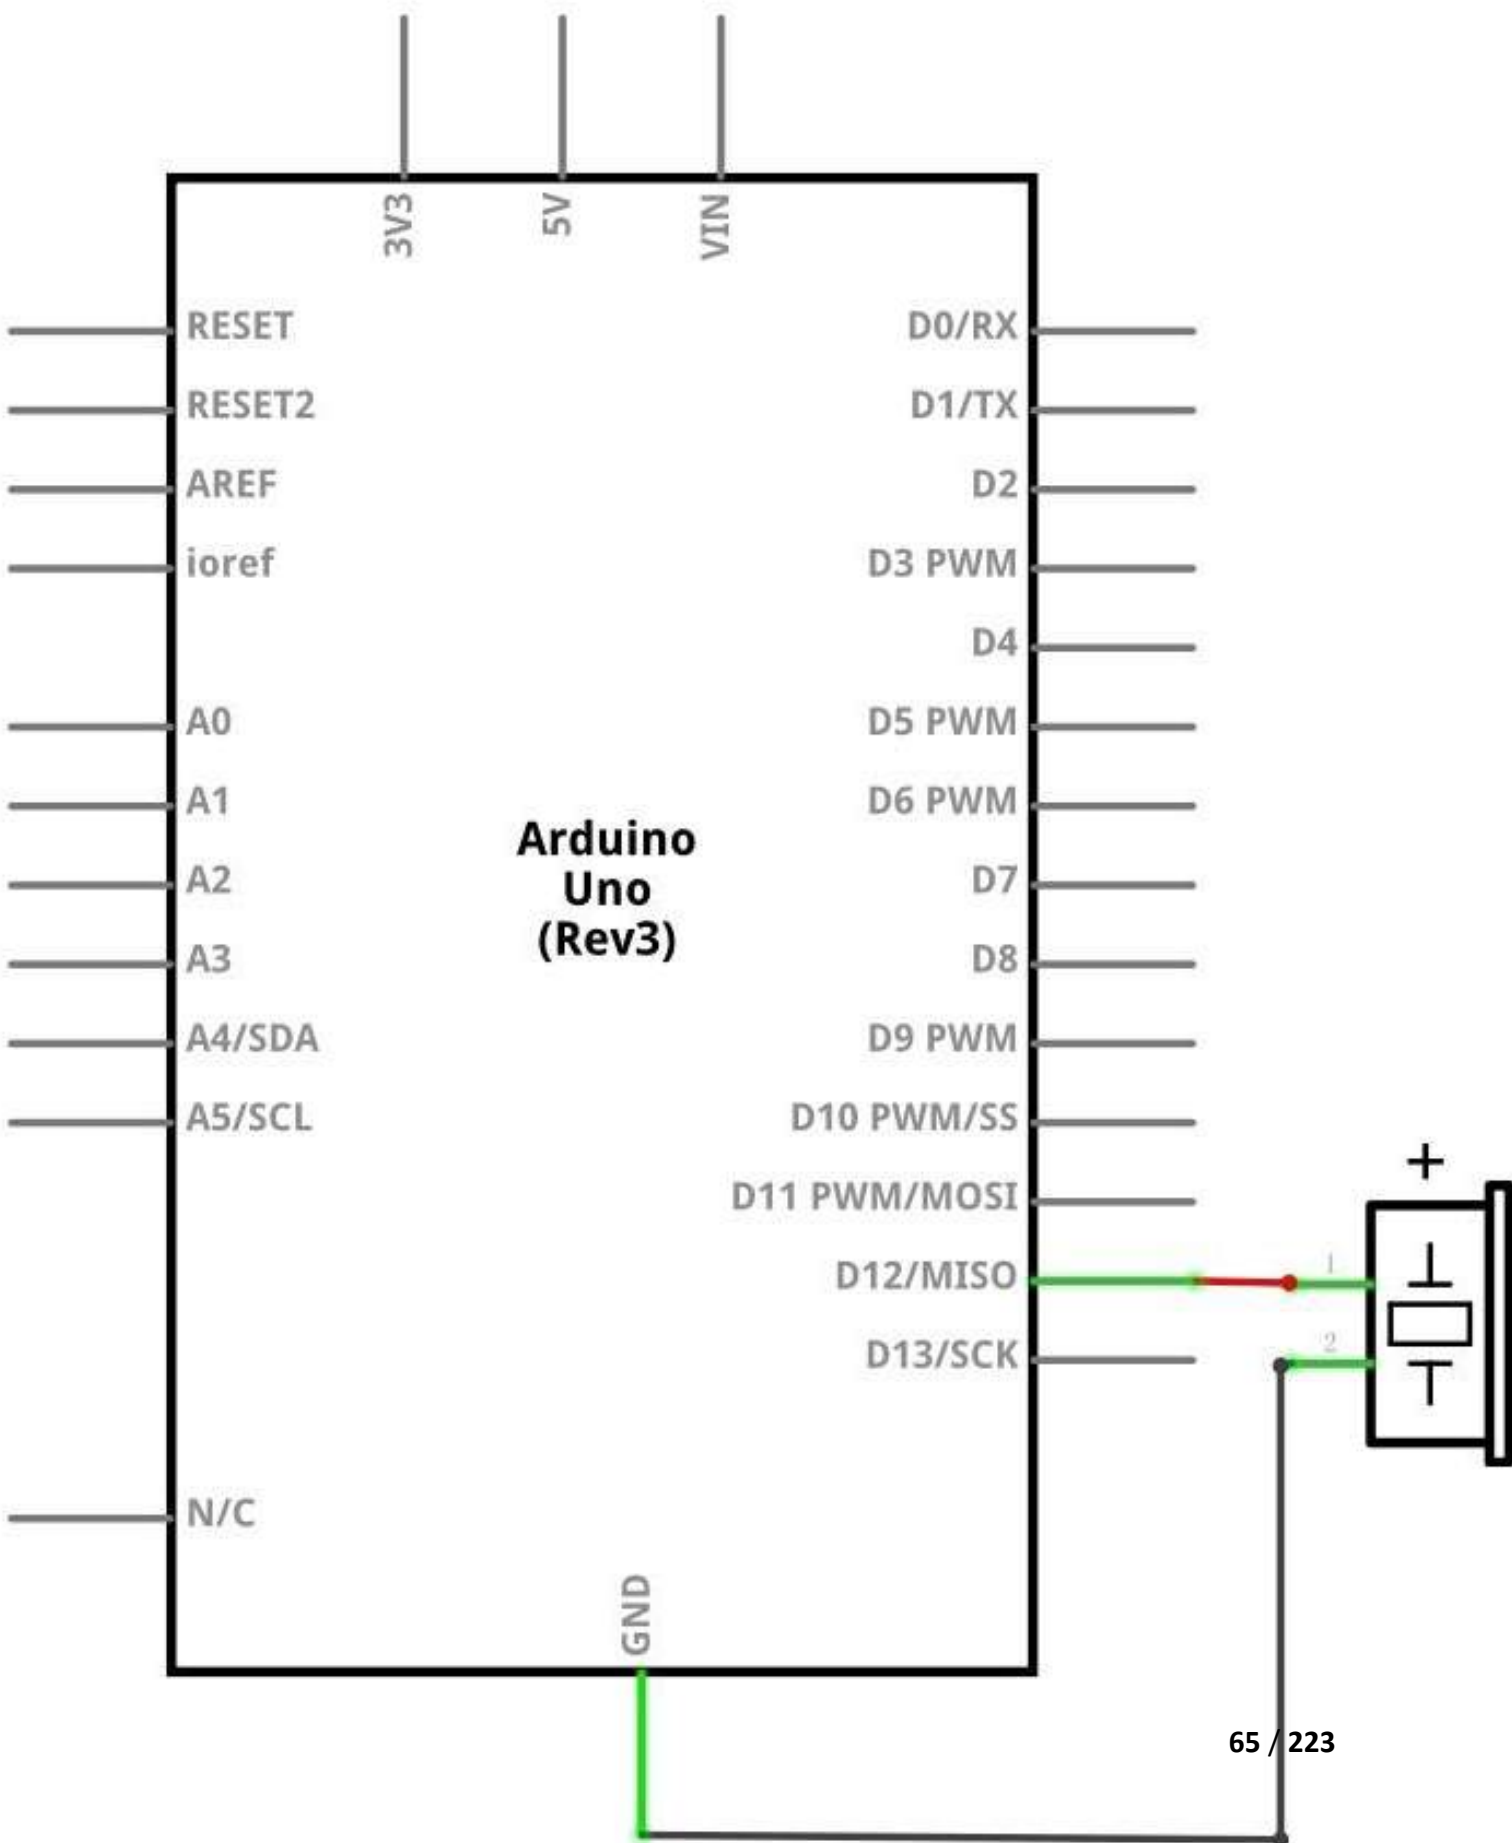 3V3
5V
VIN
RESET
D0/RX
RESET2
D1/TX
AREF
D2
ioref
D3 PWM
D4
A0
D5 PWM
A1
D6 PWM
Arduino
Uno
(Rev3)
A2
D7
A3
D8
A4/SDA
D9 PWM
A5/SCL
D10 PWM/SS
+
D11 PWM/MOSI
D12/MISO
1
D13/SCK
2
N/C
GND
65 / 223